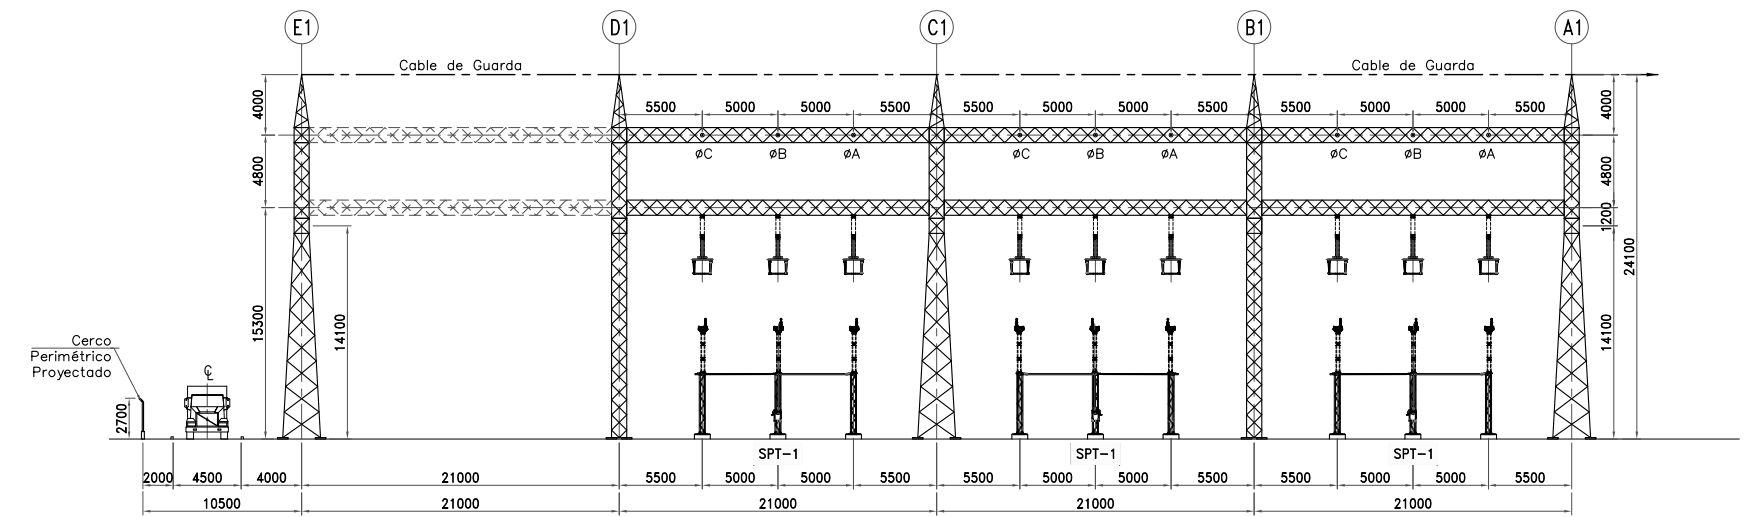 E1 D1 C1 B1 A1
Cable de Guarda Cable de Guarda
4000 5500 5000 5000 5500 5500 5000 5000 5500 5500 5000 5000 5500 4000
øC øB øA øC øB øA øC øB øA
4800 4800
1200
24100
15300 14100 14100
Cerco
Perimétrico
Proyectado
℄
2700
SPT-1 SPT-1 SPT-1
2000 4500 4000 21000 5500 5000 5000 5500 5500 5000 5000 5500 5500 5000 5000 5500
10500 21000 21000 21000 21000